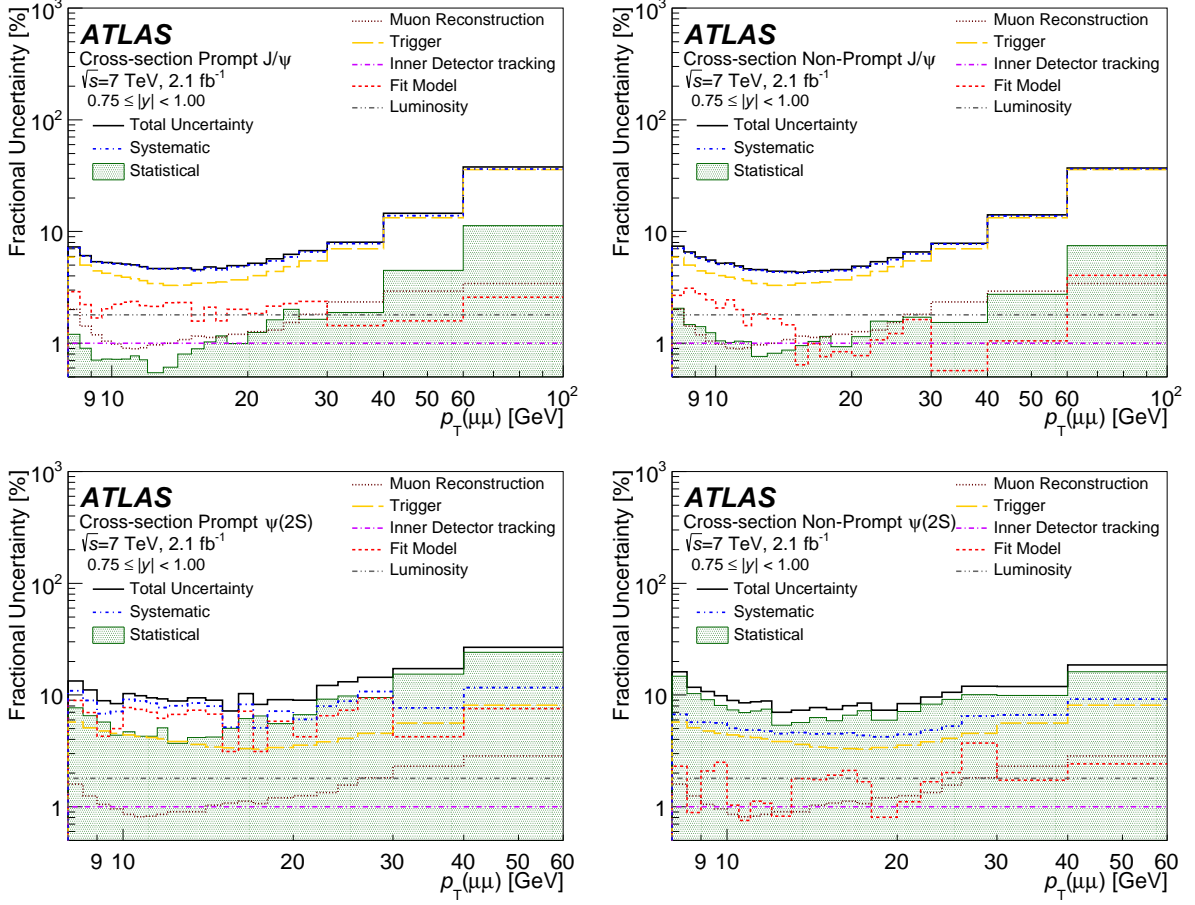 Fractional Uncertainty [%]
10³
10²
10
1
ATLAS
Cross-section Prompt J/ψ
√s=7 TeV, 2.1 fb⁻¹
0.75 ≤ |y| < 1.00
Total Uncertainty
Systematic
Statistical
Muon Reconstruction
Trigger
Inner Detector tracking
Fit Model
Luminosity
9 10 20 30 40 50 60 10²
p_T(μμ) [GeV]
Fractional Uncertainty [%]
10³
10²
10
1
ATLAS
Cross-section Non-Prompt J/ψ
√s=7 TeV, 2.1 fb⁻¹
0.75 ≤ |y| < 1.00
Total Uncertainty
Systematic
Statistical
Muon Reconstruction
Trigger
Inner Detector tracking
Fit Model
Luminosity
9 10 20 30 40 50 60 10²
p_T(μμ) [GeV]
Fractional Uncertainty [%]
10³
10²
10
1
ATLAS
Cross-section Prompt ψ(2S)
√s=7 TeV, 2.1 fb⁻¹
0.75 ≤ |y| < 1.00
Total Uncertainty
Systematic
Statistical
Muon Reconstruction
Trigger
Inner Detector tracking
Fit Model
Luminosity
9 10 20 30 40 50 60
p_T(μμ) [GeV]
Fractional Uncertainty [%]
10³
10²
10
1
ATLAS
Cross-section Non-Prompt ψ(2S)
√s=7 TeV, 2.1 fb⁻¹
0.75 ≤ |y| < 1.00
Total Uncertainty
Systematic
Statistical
Muon Reconstruction
Trigger
Inner Detector tracking
Fit Model
Luminosity
9 10 20 30 40 50 60
p_T(μμ) [GeV]